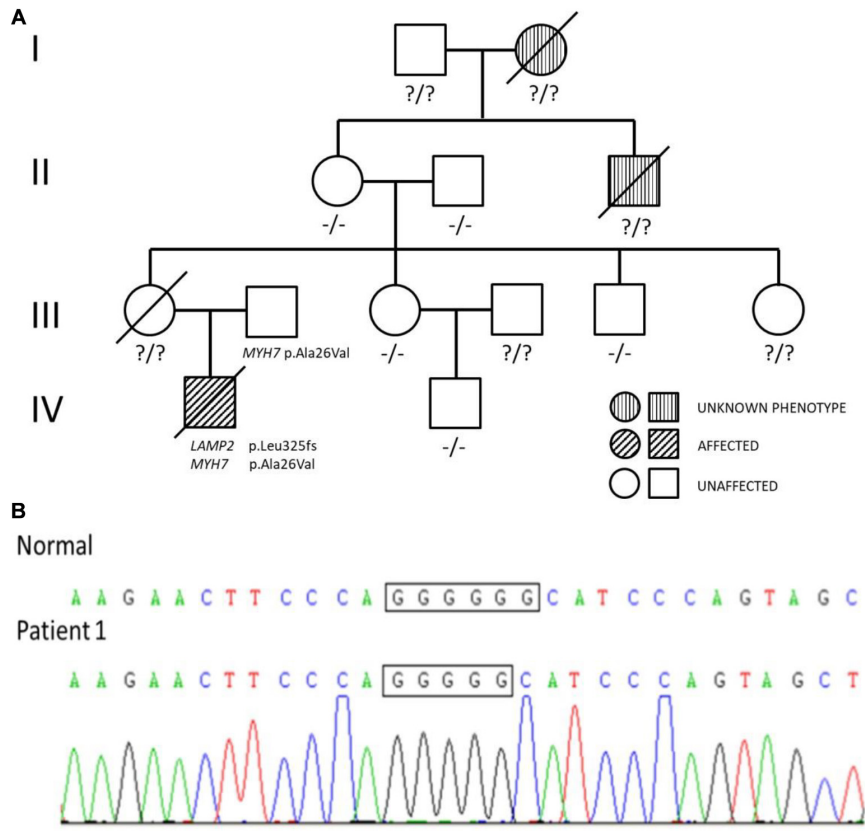 A
I
?/? ?/?
II
-/- -/- ?/?
III
?/? MYH7 p.Ala26Val -/- ?/? -/- ?/?
IV
LAMP2 p.Leu325fs
MYH7 p.Ala26Val
-/-
UNKNOWN PHENOTYPE
AFFECTED
UNAFFECTED
B
Normal
A A G A A C T T C C C A G G G G G G C A T C C C A G T A G C
Patient 1
A A G A A C T T C C C A G G G G G C A T C C C A G T A G C T